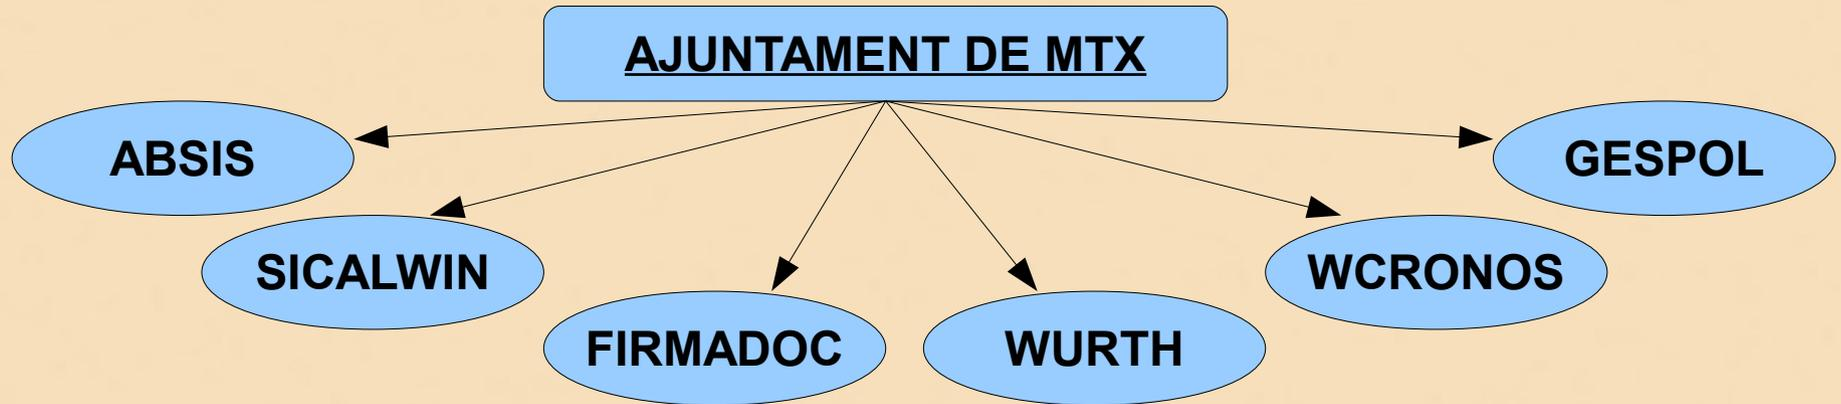 AJUNTAMENT DE MTX
ABSIS
GESPOL
SICALWIN
WCRONOS
FIRMADOC
WURTH